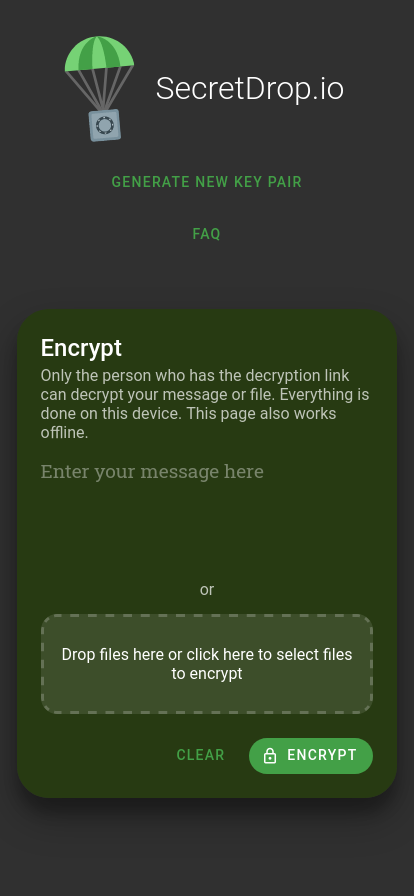 SecretDrop.io
GENERATE NEW KEY PAIR
FAQ
Encrypt
Only the person who has the decryption link
can decrypt your message or file. Everything is
done on this device. This page also works
offline.
Enter your message here
or
Drop files here or click here to select files
to encrypt
CLEAR
ENCRYPT